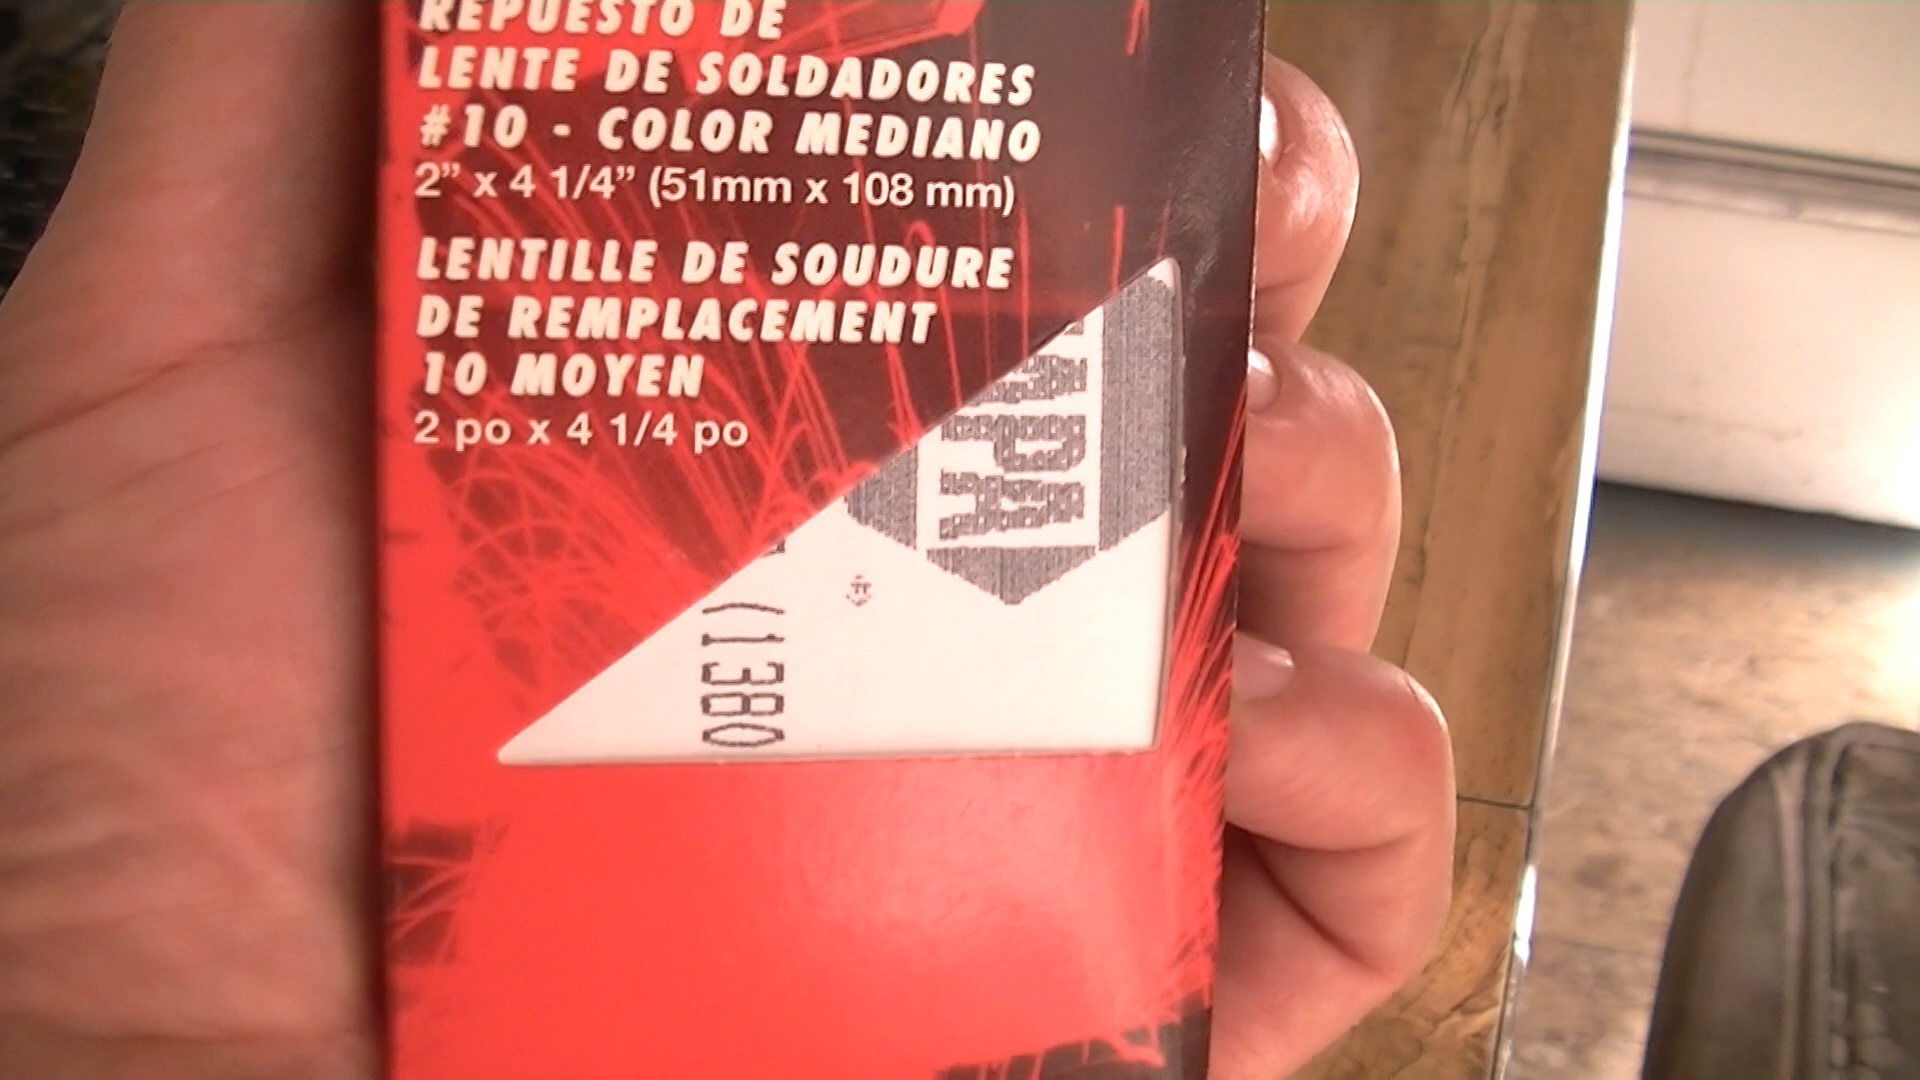 REPUESTO DE
LENTE DE SOLDADORES
#10 - COLOR MEDIANO
2” x 4 1/4” (51mm x 108 mm)
LENTILLE DE SOUDURE
DE REMPLACEMENT
10 MOYEN
2 po x 4 1/4 po
1380